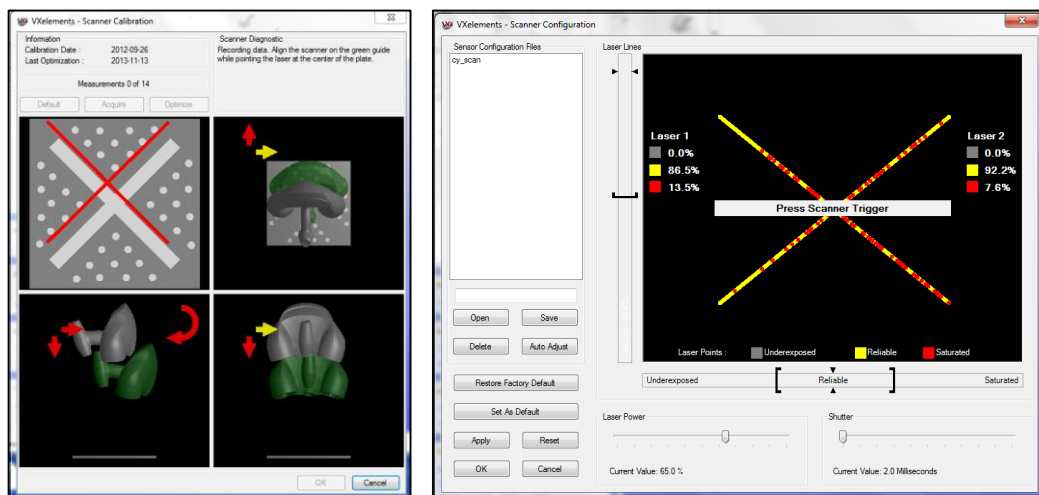 VXelements - Scanner Calibration
Information
Calibration Date : 2012-09-26
Last Optimization : 2013-11-13
Measurements 0 of 14
Default Acquire Optimize
Scanner Diagnostic
Recording data. Align the scanner on the green guide
while pointing the laser at the center of the plate.
OK Cancel
VXelements - Scanner Configuration
Sensor Configuration Files
cy_scan
Open Save
Delete Auto Adjust
Restore Factory Default
Set As Default
Apply Reset
OK Cancel
Laser Lines
Laser 1
0.0%
86.5%
13.5%
Laser 2
0.0%
92.2%
7.6%
Press Scanner Trigger
Laser Points : Underexposed Reliable Saturated
Underexposed Reliable Saturated
Laser Power
Current Value: 65.0 %
Shutter
Current Value: 2.0 Milliseconds